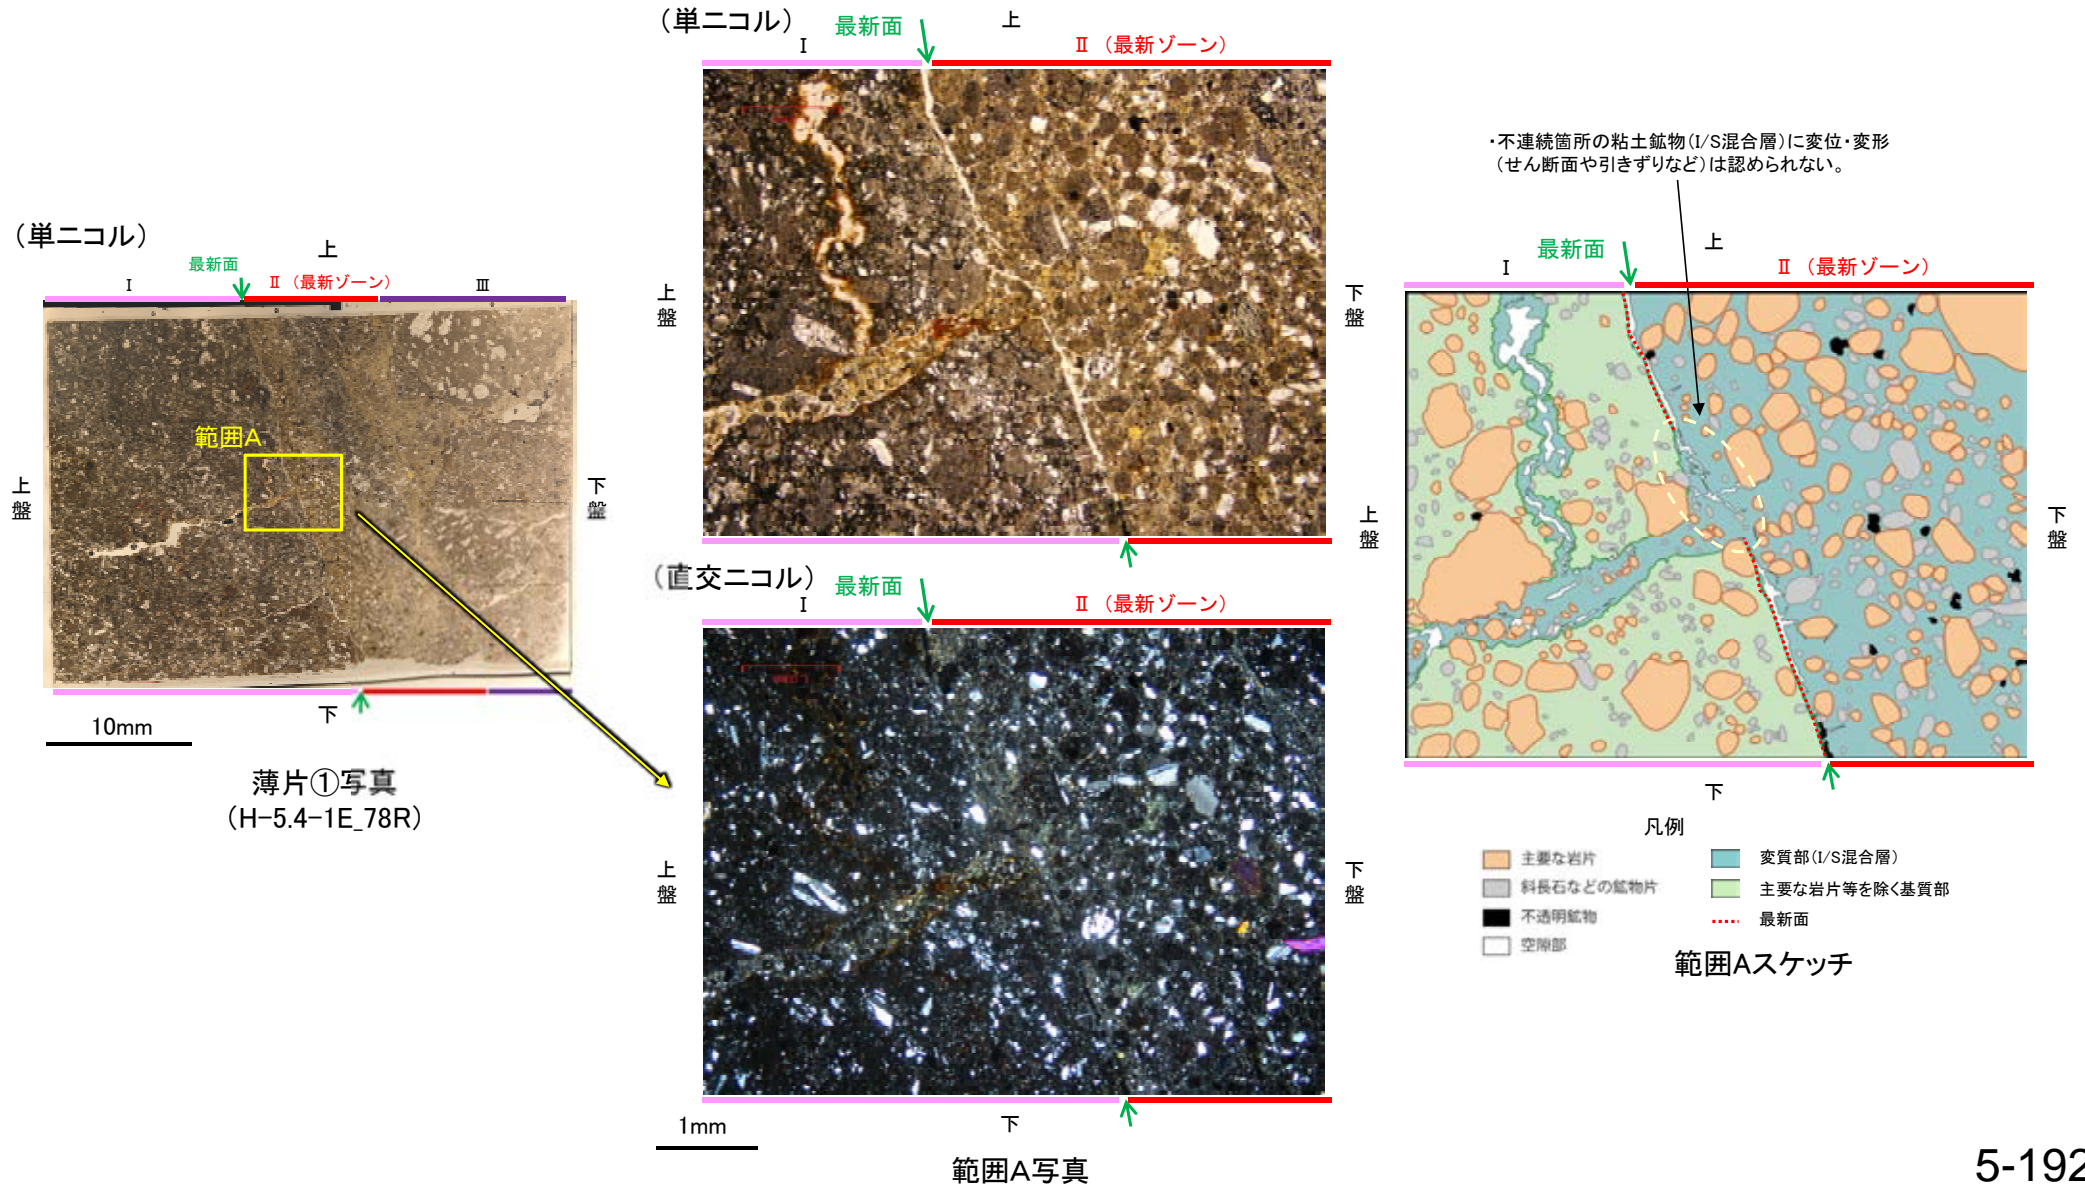 （単ニコル）
上
最新面
Ⅰ
Ⅱ（最新ゾーン）
Ⅲ
範囲A
上盤
下盤
下
10mm
薄片①写真
（H-5.4-1E_78R）
（単ニコル）
最新面
上
Ⅰ
Ⅱ（最新ゾーン）
上盤
下盤
（直交ニコル）
最新面
Ⅰ
Ⅱ（最新ゾーン）
上盤
下盤
下
1mm
範囲A写真
・不連続箇所の粘土鉱物（I/S混合層）に変位・変形
（せん断面や引きずりなど）は認められない。
最新面
上
Ⅰ
Ⅱ（最新ゾーン）
上盤
下盤
下
凡例
主要な岩片
斜長石などの鉱物片
不透明鉱物
空隙部
変質部（I/S混合層）
主要な岩片等を除く基質部
最新面
範囲Aスケッチ
5-192